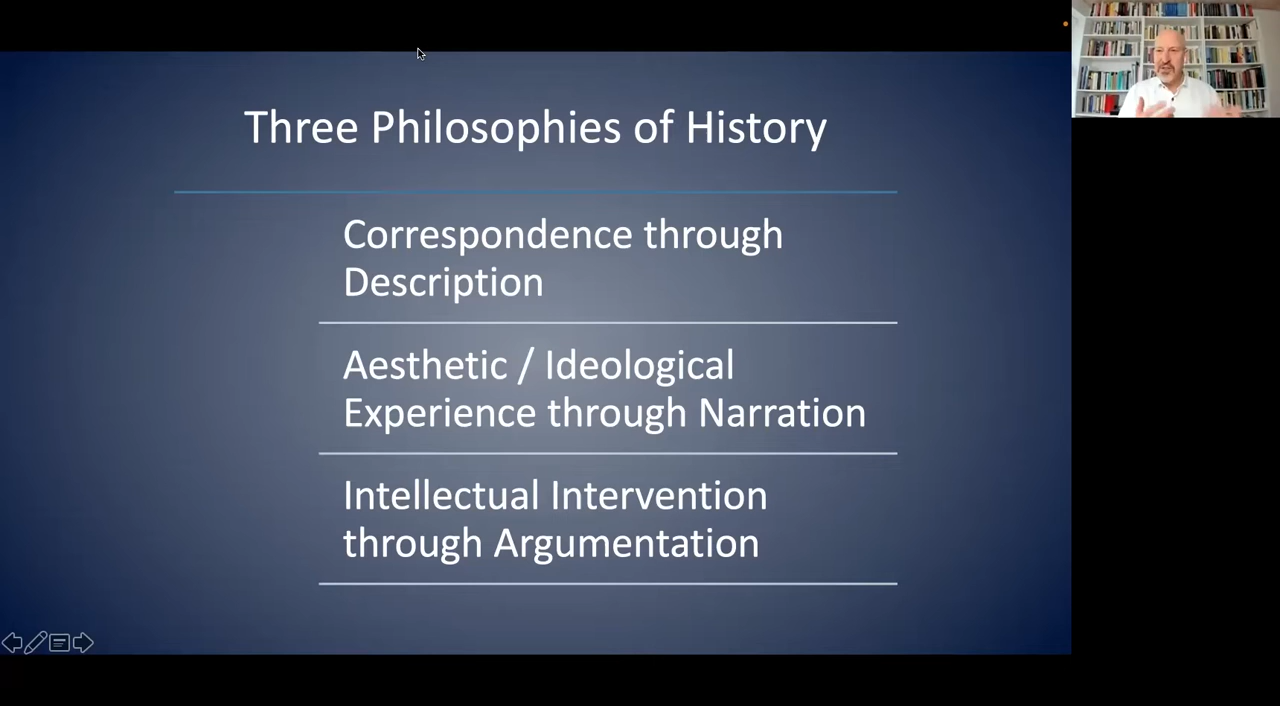 Three Philosophies of History
Correspondence through
Description
Aesthetic / Ideological
Experience through Narration
Intellectual Intervention
through Argumentation